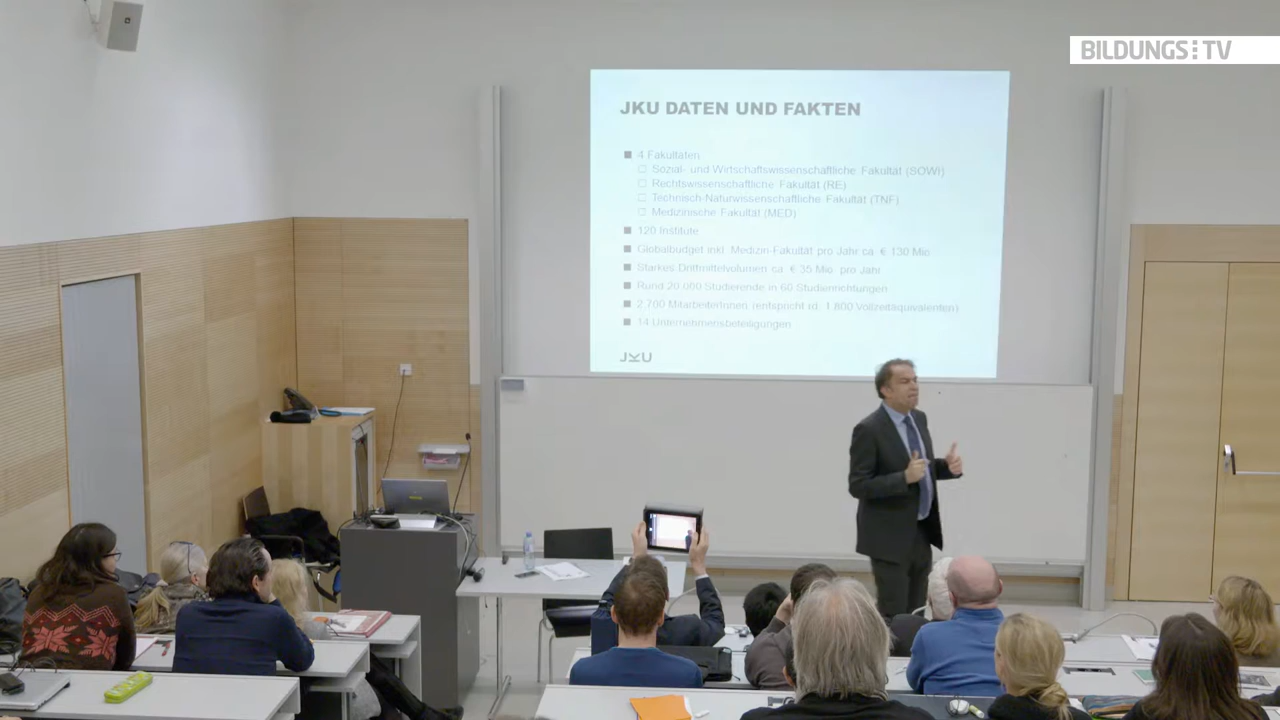 BILDUNGS TV
JKU DATEN UND FAKTEN
4 Fakultäten
Sozial- und Wirtschaftswissenschaftliche Fakultät (SOWI)
Rechtswissenschaftliche Fakultät (RE)
Technisch-Naturwissenschaftliche Fakultät (TNF)
Medizinische Fakultät (MED)
120 Institute
Globalbudget inkl. Medizin-Fakultät pro Jahr ca. € 130 Mio.
Starkes Drittmittelvolumen ca. € 35 Mio. pro Jahr
Rund 20.000 Studierende in 60 Studienrichtungen
2.700 MitarbeiterInnen (entspricht rd. 1.800 Vollzeitäquivalenten)
14 Unternehmensbeteiligungen
JKU